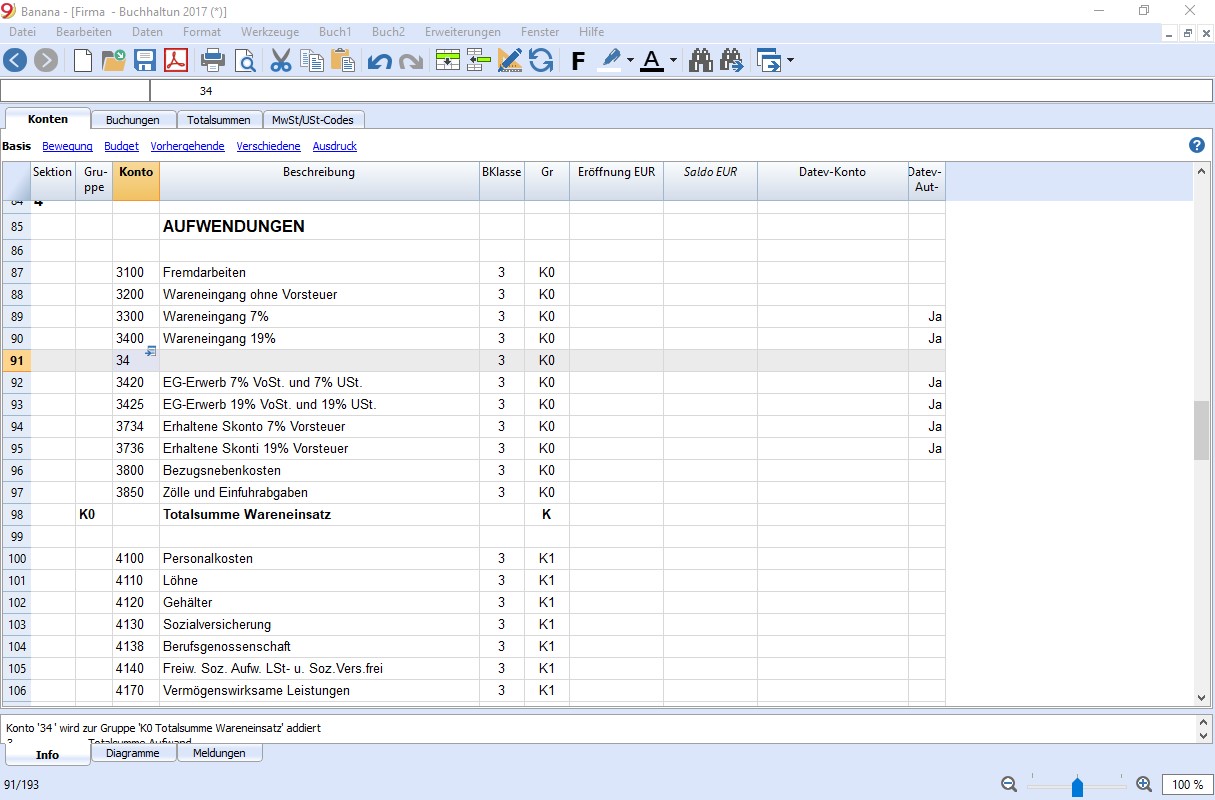 Banana - [Firma - Buchhaltun 2017 (*)]
Datei Bearbeiten Daten Format Werkzeuge Buch1 Buch2 Erweiterungen Fenster Hilfe
F A
34
Konten Buchungen Totalsummen MwSt/USt-Codes
Basis Bewegung Budget Vorhergehende Verschiedene Ausdruck ?
Sektion Gru-ppe Konto Beschreibung BKlasse Gr Eröffnung EUR Saldo EUR Datev-Konto Datev-Aut-
84 4
85 AUFWENDUNGEN
86
87 3100 Fremdarbeiten 3 K0
88 3200 Wareneingang ohne Vorsteuer 3 K0
89 3300 Wareneingang 7% 3 K0 Ja
90 3400 Wareneingang 19% 3 K0 Ja
91 34 3 K0
92 3420 EG-Erwerb 7% VoSt. und 7% USt. 3 K0 Ja
93 3425 EG-Erwerb 19% VoSt. und 19% USt. 3 K0 Ja
94 3734 Erhaltene Skonto 7% Vorsteuer 3 K0 Ja
95 3736 Erhaltene Skonti 19% Vorsteuer 3 K0 Ja
96 3800 Bezugsnebenkosten 3 K0
97 3850 Zölle und Einfuhrabgaben 3 K0
98 K0 Totalsumme Wareneinsatz K
99
100 4100 Personalkosten 3 K1
101 4110 Löhne 3 K1
102 4120 Gehälter 3 K1
103 4130 Sozialversicherung 3 K1
104 4138 Berufsgenossenschaft 3 K1
105 4140 Freiw. Soz. Aufw. LSt- u. Soz.Vers.frei 3 K1
106 4170 Vermögenswirksame Leistungen 3 K1
Konto '34 ' wird zur Gruppe 'K0 Totalsumme Wareneinsatz' addiert
3 Totalsumme Aufwand
Info Diagramme Meldungen
91/193 100 %